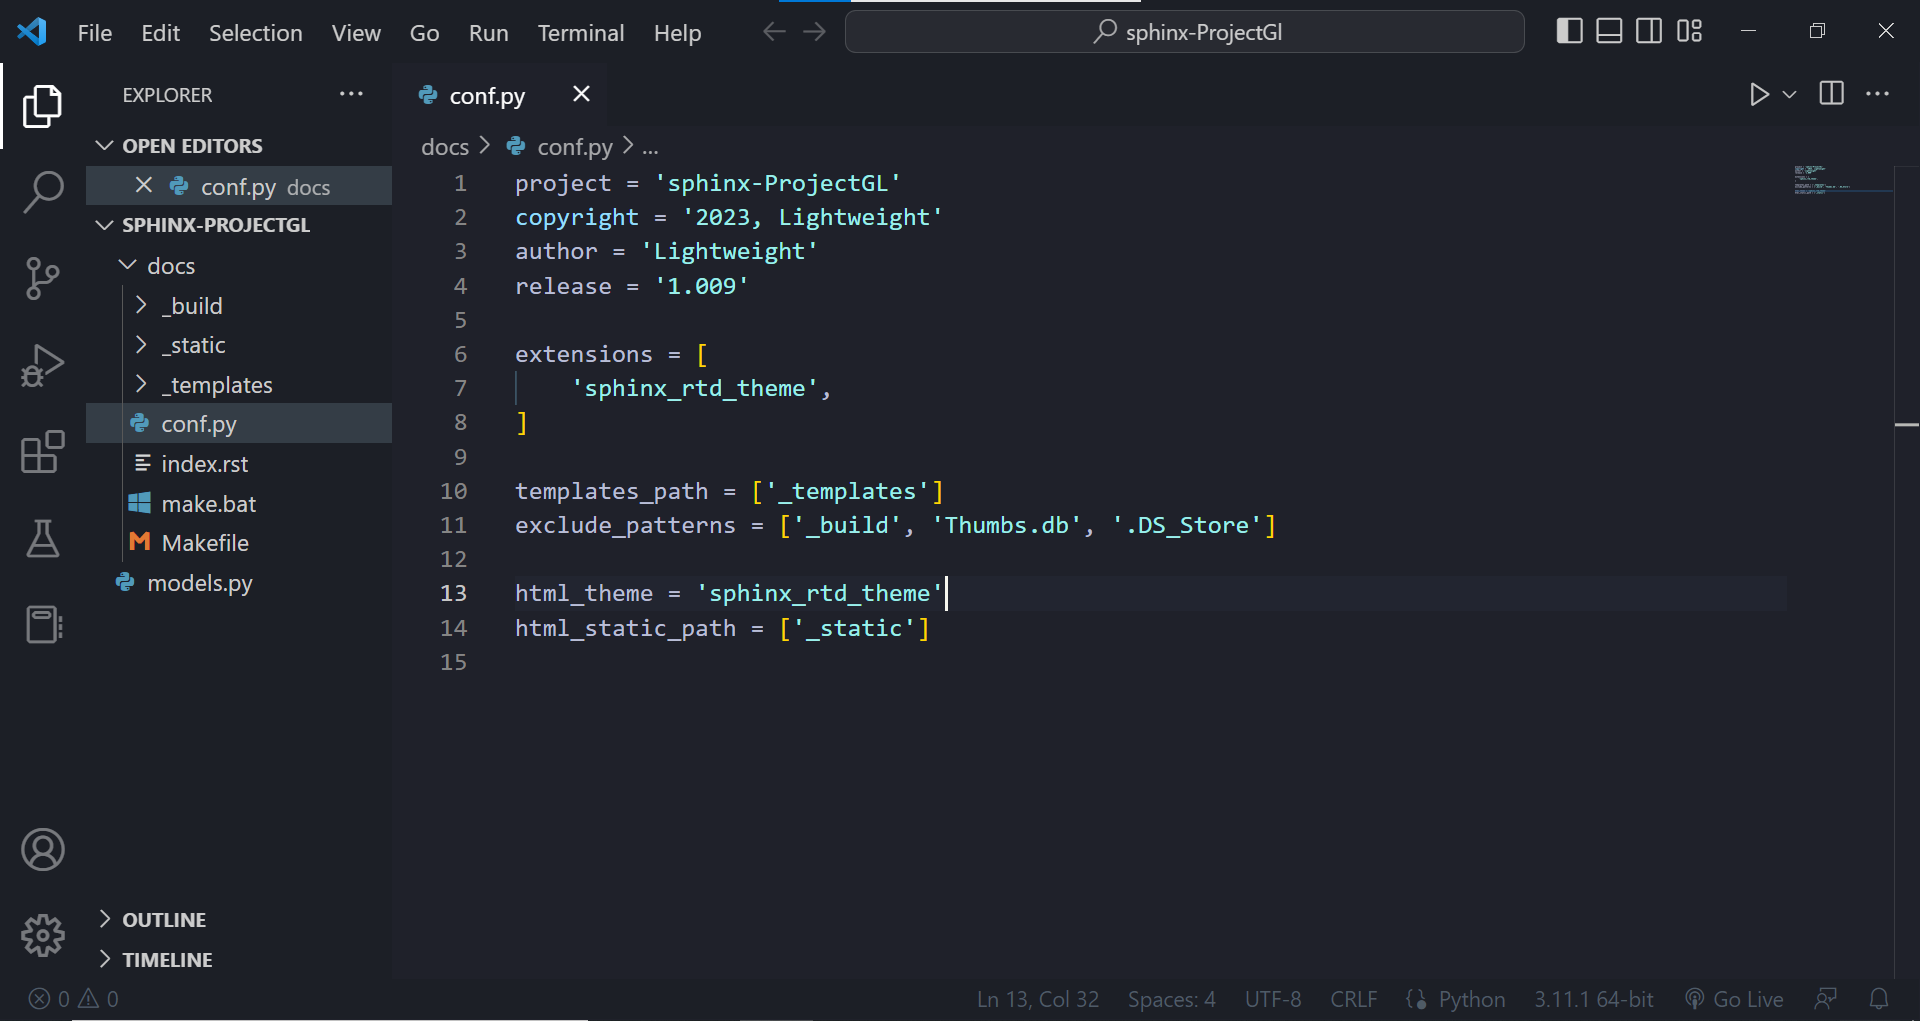 File Edit Selection View Go Run Terminal Help
sphinx-ProjectGl
EXPLORER
OPEN EDITORS
conf.py docs
SPHINX-PROJECTGL
docs
_build
_static
_templates
conf.py
index.rst
make.bat
Makefile
models.py
OUTLINE
TIMELINE
conf.py
docs > conf.py > ...
1 project = 'sphinx-ProjectGL'
2 copyright = '2023, Lightweight'
3 author = 'Lightweight'
4 release = '1.009'
5
6 extensions = [
7     'sphinx_rtd_theme',
8 ]
9
10 templates_path = ['_templates']
11 exclude_patterns = ['_build', 'Thumbs.db', '.DS_Store']
12
13 html_theme = 'sphinx_rtd_theme'
14 html_static_path = ['_static']
15
0 0
Ln 13, Col 32 Spaces: 4 UTF-8 CRLF Python 3.11.1 64-bit Go Live